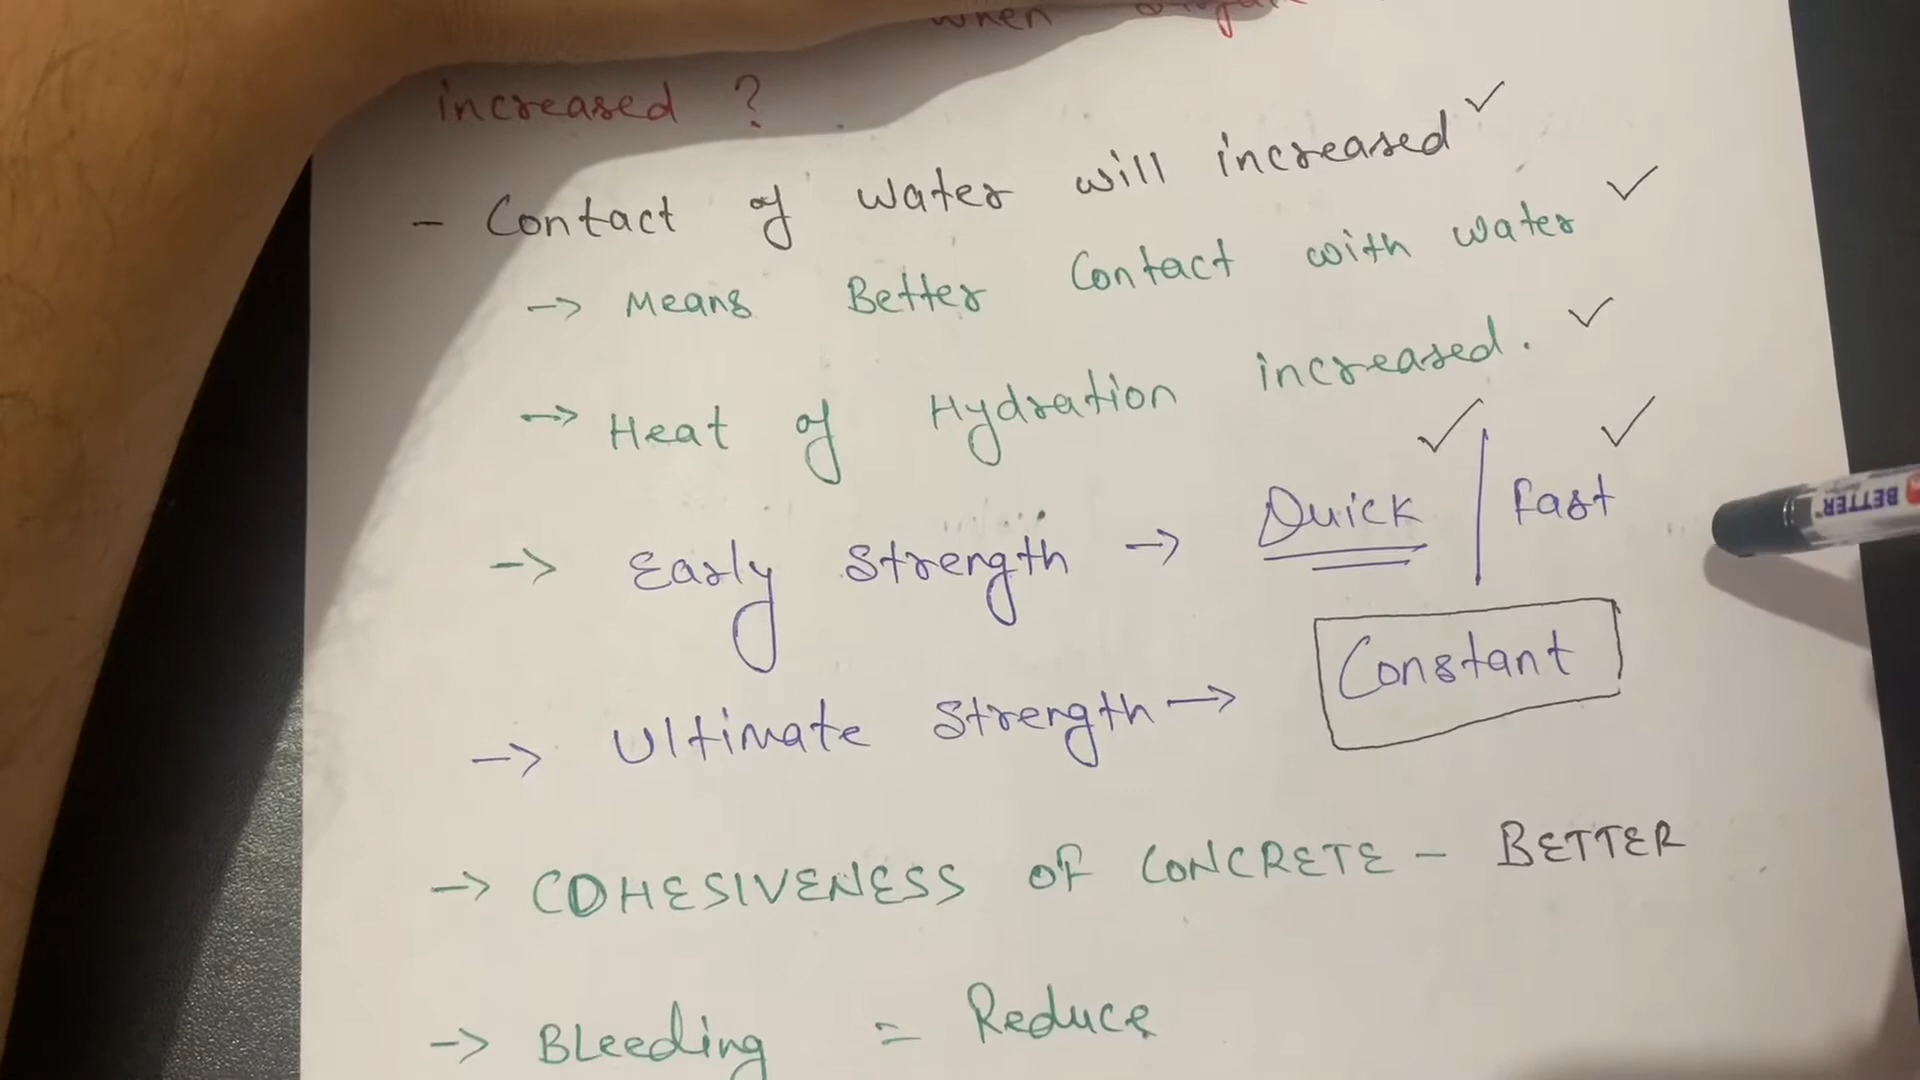 when
increased ?
- Contact of water will increased ✓
-> Means Better Contact with water ✓
-> Heat of Hydration increased. ✓
-> Early Strength -> Quick ✓ | Fast ✓
BETTER
-> Ultimate Strength -> Constant
-> COHESIVENESS OF CONCRETE - BETTER
-> BLeeding = Reduce